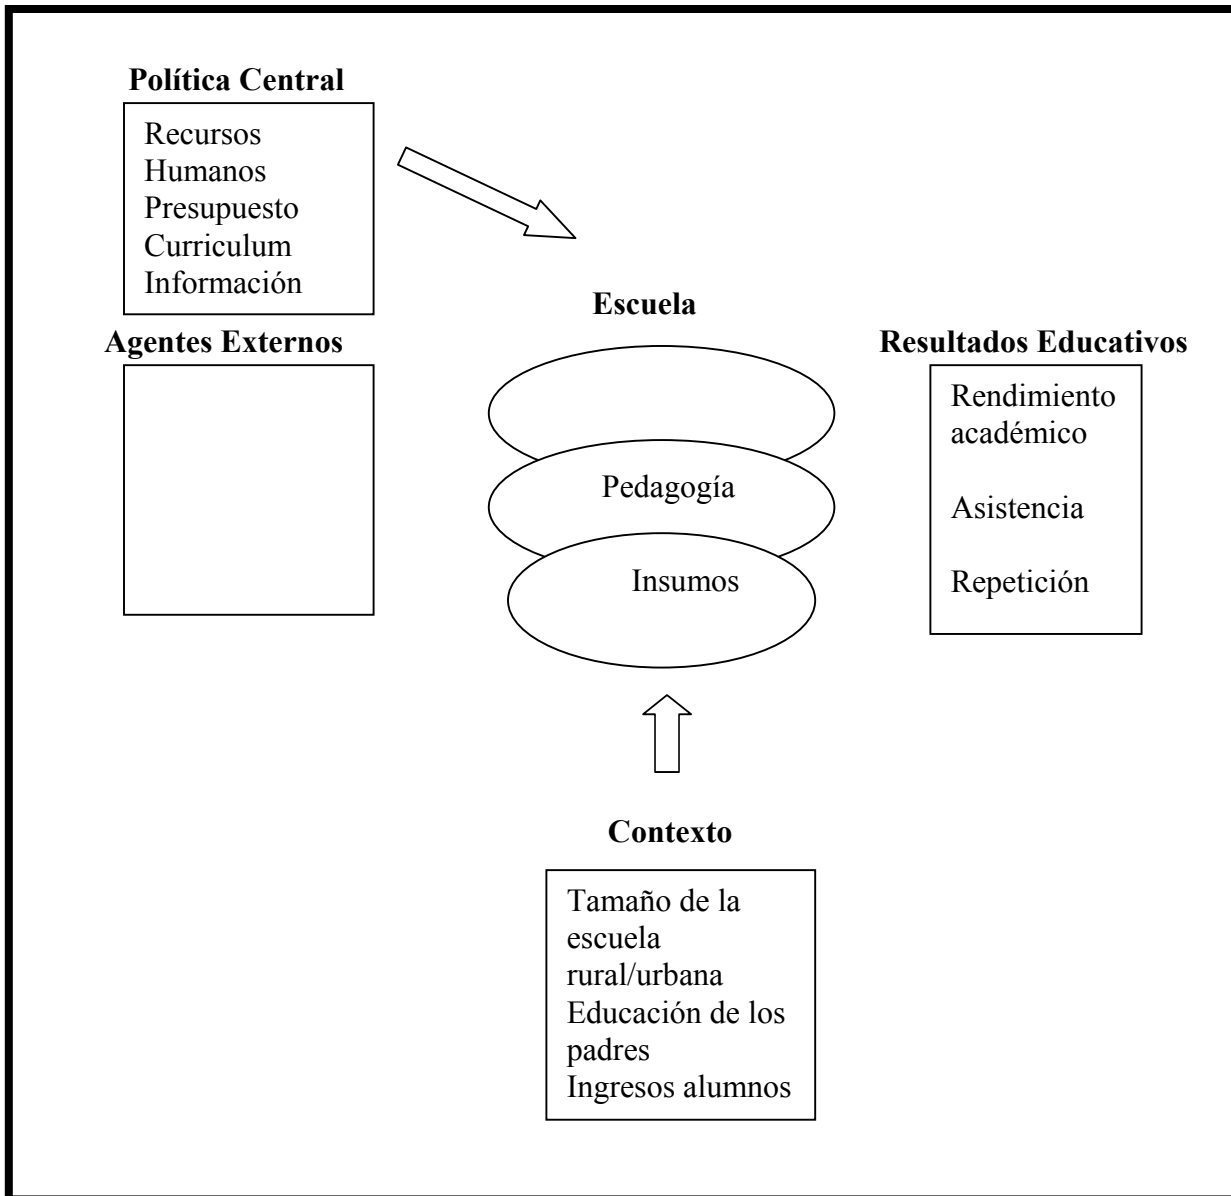 Política Central
Recursos
Humanos
Presupuesto
Curriculum
Información
Agentes Externos
Escuela
Pedagogía
Insumos
Resultados Educativos
Rendimiento
académico
Asistencia
Repetición
Contexto
Tamaño de la
escuela
rural/urbana
Educación de los
padres
Ingresos alumnos